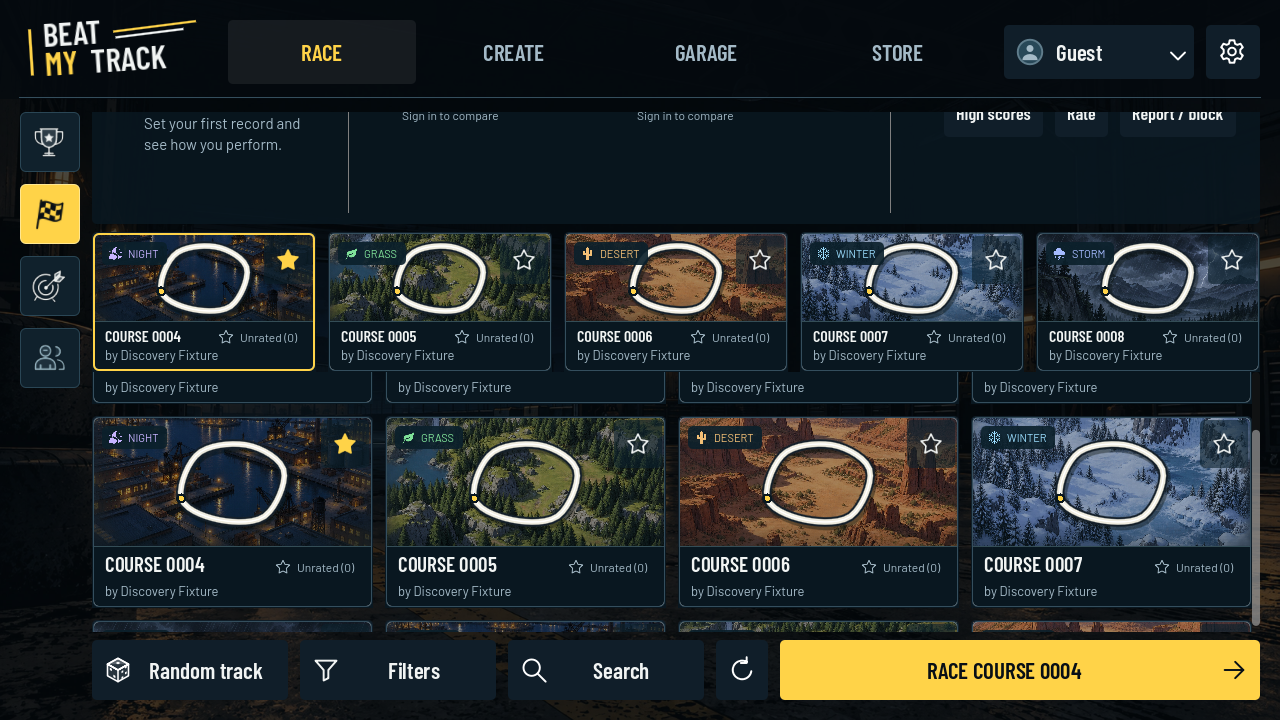 BEAT
MY TRACK
RACE
CREATE
GARAGE
STORE
Guest
Set your first record and
see how you perform.
Sign in to compare
Sign in to compare
High scores
Rate
Report / block
NIGHT
COURSE 0004
Unrated (0)
by Discovery Fixture
GRASS
COURSE 0005
Unrated (0)
by Discovery Fixture
DESERT
COURSE 0006
Unrated (0)
by Discovery Fixture
WINTER
COURSE 0007
Unrated (0)
by Discovery Fixture
STORM
COURSE 0008
Unrated (0)
by Discovery Fixture
by Discovery Fixture
by Discovery Fixture
by Discovery Fixture
by Discovery Fixture
NIGHT
COURSE 0004
Unrated (0)
by Discovery Fixture
GRASS
COURSE 0005
Unrated (0)
by Discovery Fixture
DESERT
COURSE 0006
Unrated (0)
by Discovery Fixture
WINTER
COURSE 0007
Unrated (0)
by Discovery Fixture
Random track
Filters
Search
RACE COURSE 0004